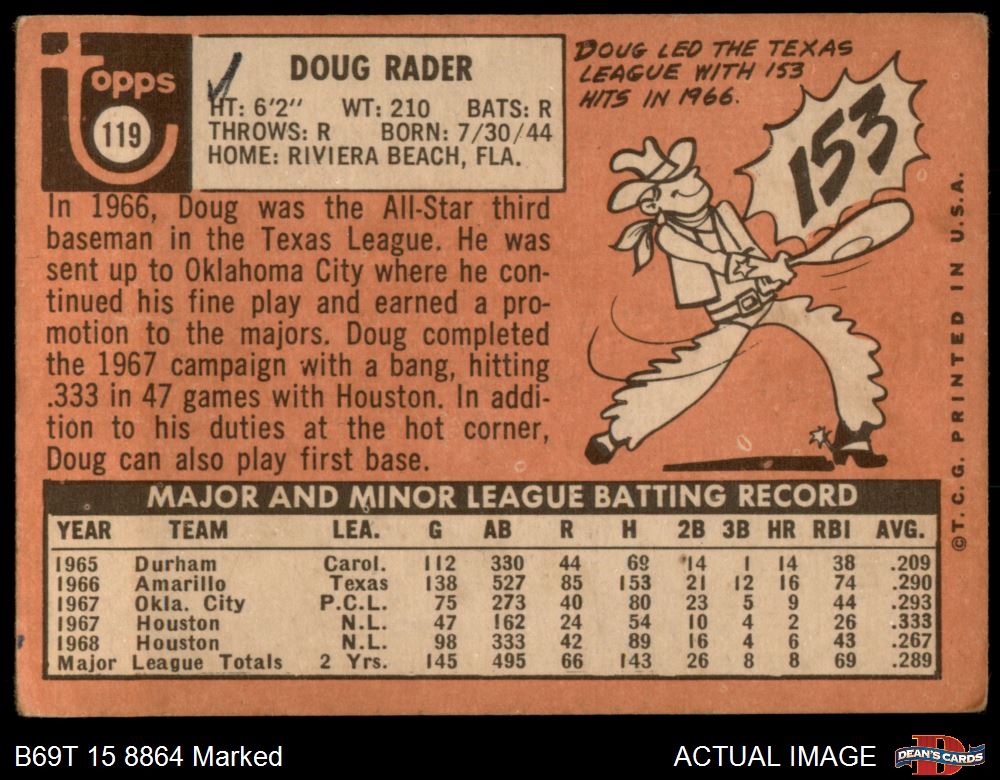 topps
119
DOUG RADER
HT: 6'2" WT: 210 BATS: R
THROWS: R BORN: 7/30/44
HOME: RIVIERA BEACH, FLA.
In 1966, Doug was the All-Star third
baseman in the Texas League. He was
sent up to Oklahoma City where he con-
tinued his fine play and earned a pro-
motion to the majors. Doug completed
the 1967 campaign with a bang, hitting
.333 in 47 games with Houston. In addi-
tion to his duties at the hot corner,
Doug can also play first base.
DOUG LED THE TEXAS
LEAGUE WITH 153
HITS IN 1966.
153
©T. C. G. PRINTED IN U.S.A.
MAJOR AND MINOR LEAGUE BATTING RECORD
YEAR TEAM LEA. G AB R H 2B 3B HR RBI AVG.
1965 Durham Carol. 112 330 44 69 14 1 14 38 .209
1966 Amarillo Texas 138 527 85 153 21 12 16 74 .290
1967 Okla. City P.C.L. 75 273 40 80 23 5 9 44 .293
1967 Houston N.L. 47 162 24 54 10 4 2 26 .333
1968 Houston N.L. 98 333 42 89 16 4 6 43 .267
Major League Totals 2 Yrs. 145 495 66 143 26 8 8 69 .289
B69T 15 8864 Marked
ACTUAL IMAGE
DEAN'S CARDS